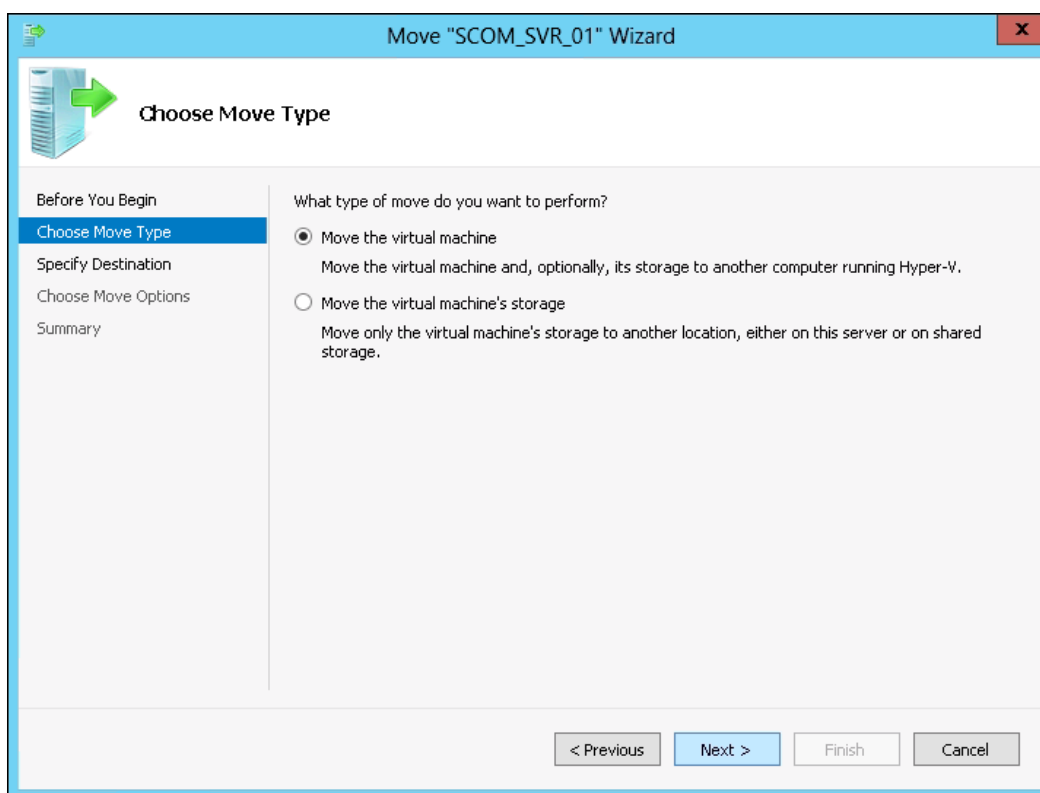 Move "SCOM_SVR_01" Wizard
x
Choose Move Type
Before You Begin
Choose Move Type
Specify Destination
Choose Move Options
Summary
What type of move do you want to perform?
Move the virtual machine
Move the virtual machine and, optionally, its storage to another computer running Hyper-V.
Move the virtual machine's storage
Move only the virtual machine's storage to another location, either on this server or on shared
storage.
< Previous
Next >
Finish
Cancel